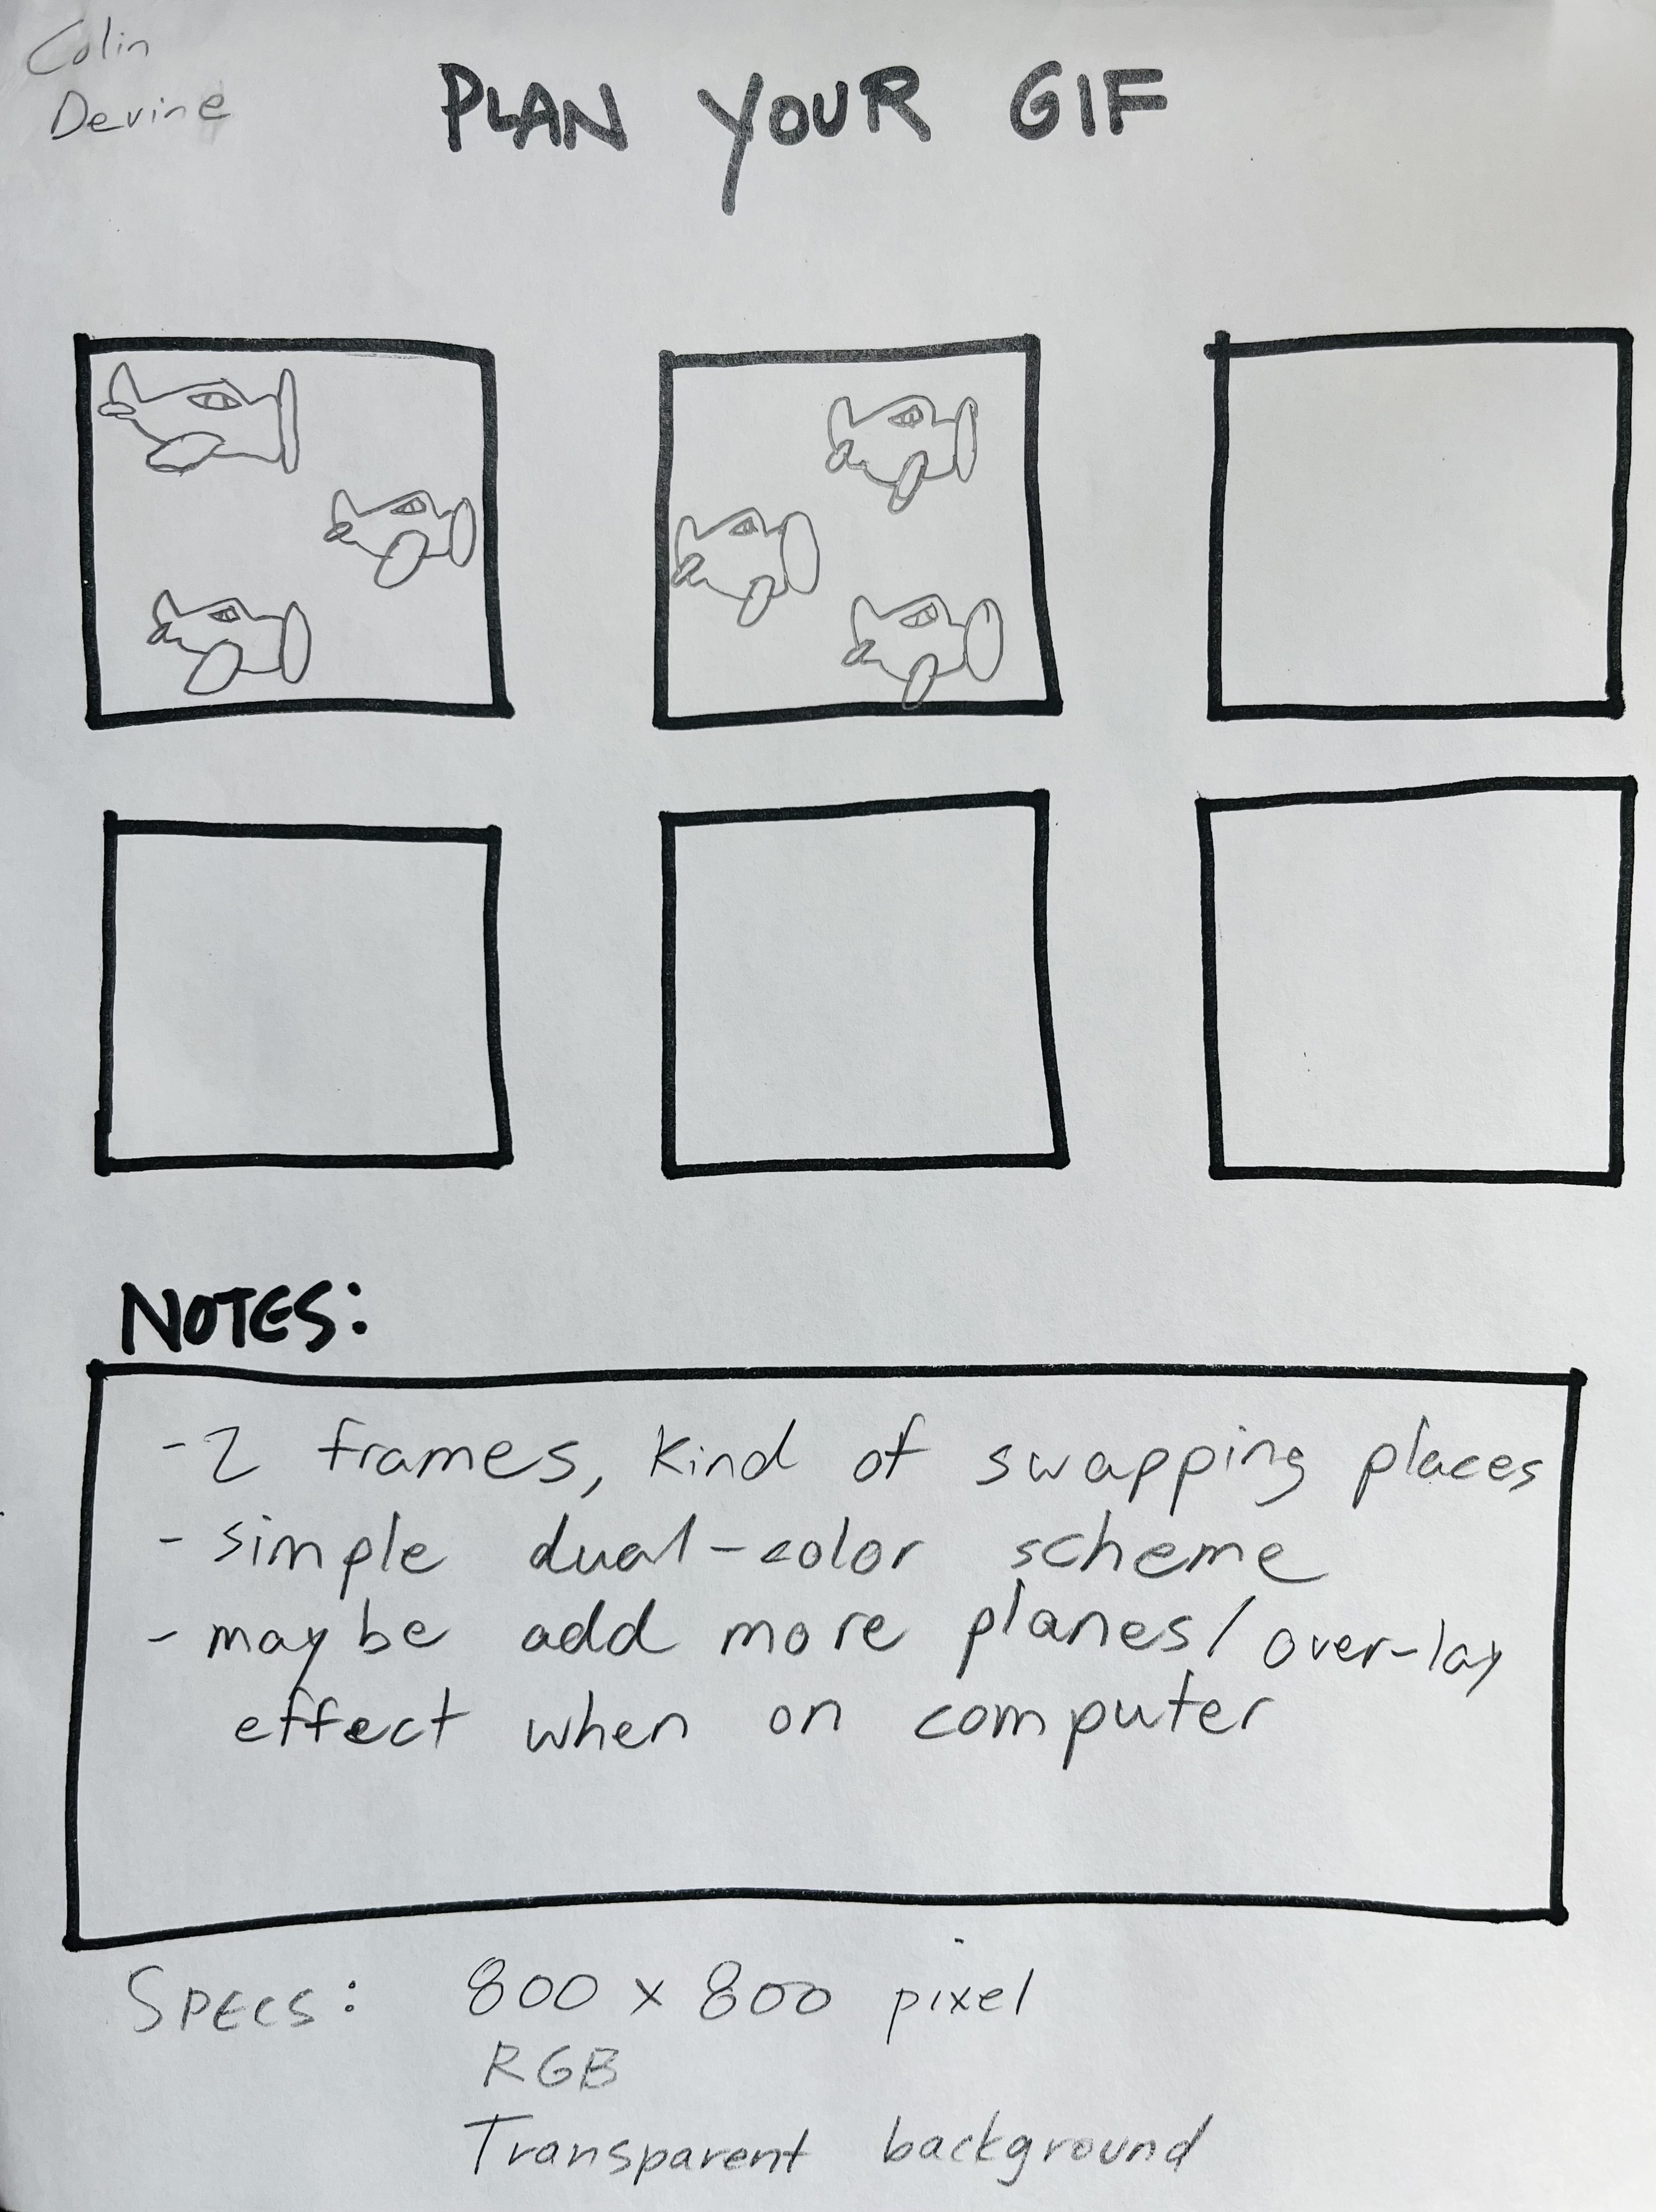 Colin
Devine
PLAN YOUR GIF
NOTES:
- 2 frames, kind of swapping places
- simple dual-color scheme
- maybe add more planes/over-lay
effect when on computer
SPECS: 800 x 800 pixel
RGB
Transparent background